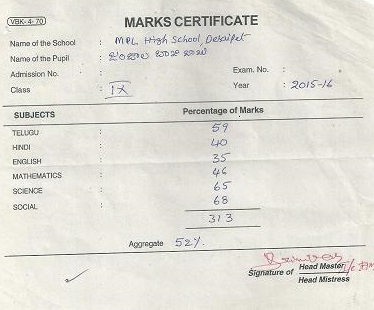 VBK-4-70
MARKS CERTIFICATE
Name of the School : MPL High School, Desaipet
Name of the Pupil :
Admission No. : Exam. No. :
Class : IX Year : 2015-16
SUBJECTS Percentage of Marks
TELUGU 59
HINDI 40
ENGLISH 35
MATHEMATICS 46
SCIENCE 65
SOCIAL 68
313
Aggregate 52%.
Signature of Head Master
Head Mistress